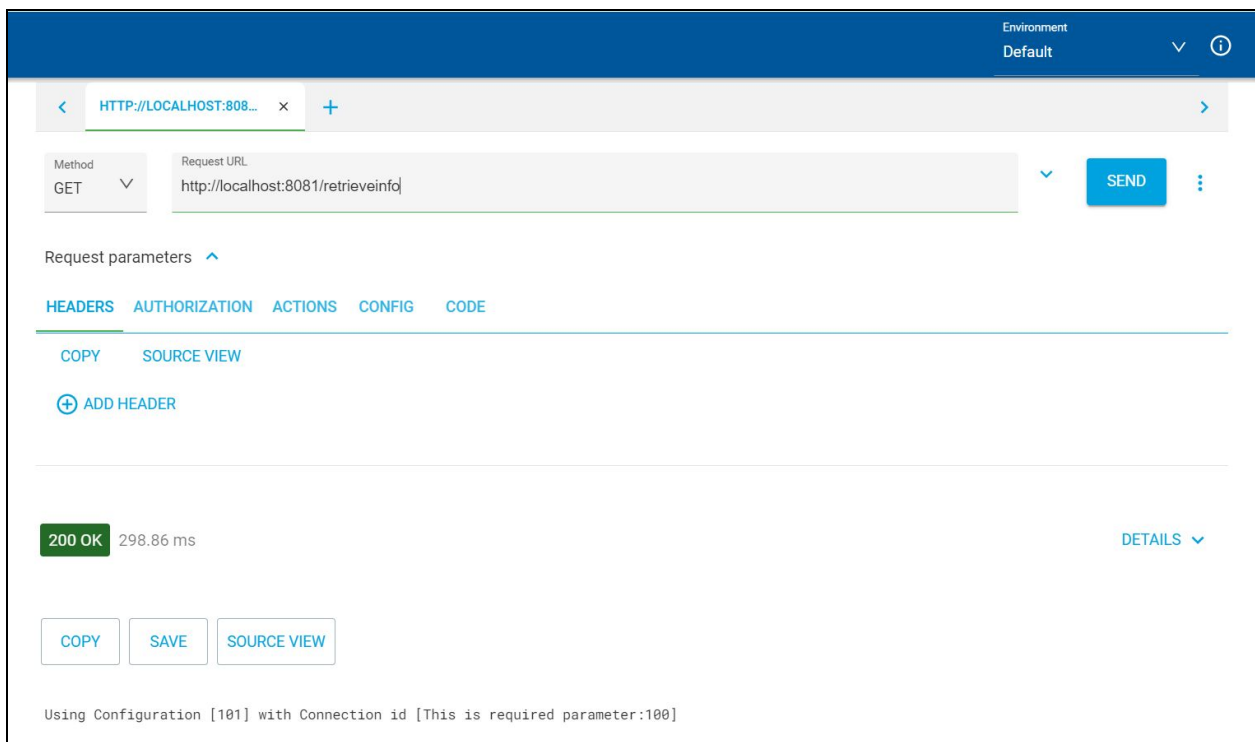 Environment
Default
HTTP://LOCALHOST:808...
Method
GET
Request URL
http://localhost:8081/retrieveinfo
SEND
Request parameters
HEADERS AUTHORIZATION ACTIONS CONFIG CODE
COPY SOURCE VIEW
ADD HEADER
200 OK 298.86 ms
DETAILS
COPY SAVE SOURCE VIEW
Using Configuration [101] with Connection id [This is required parameter:100]